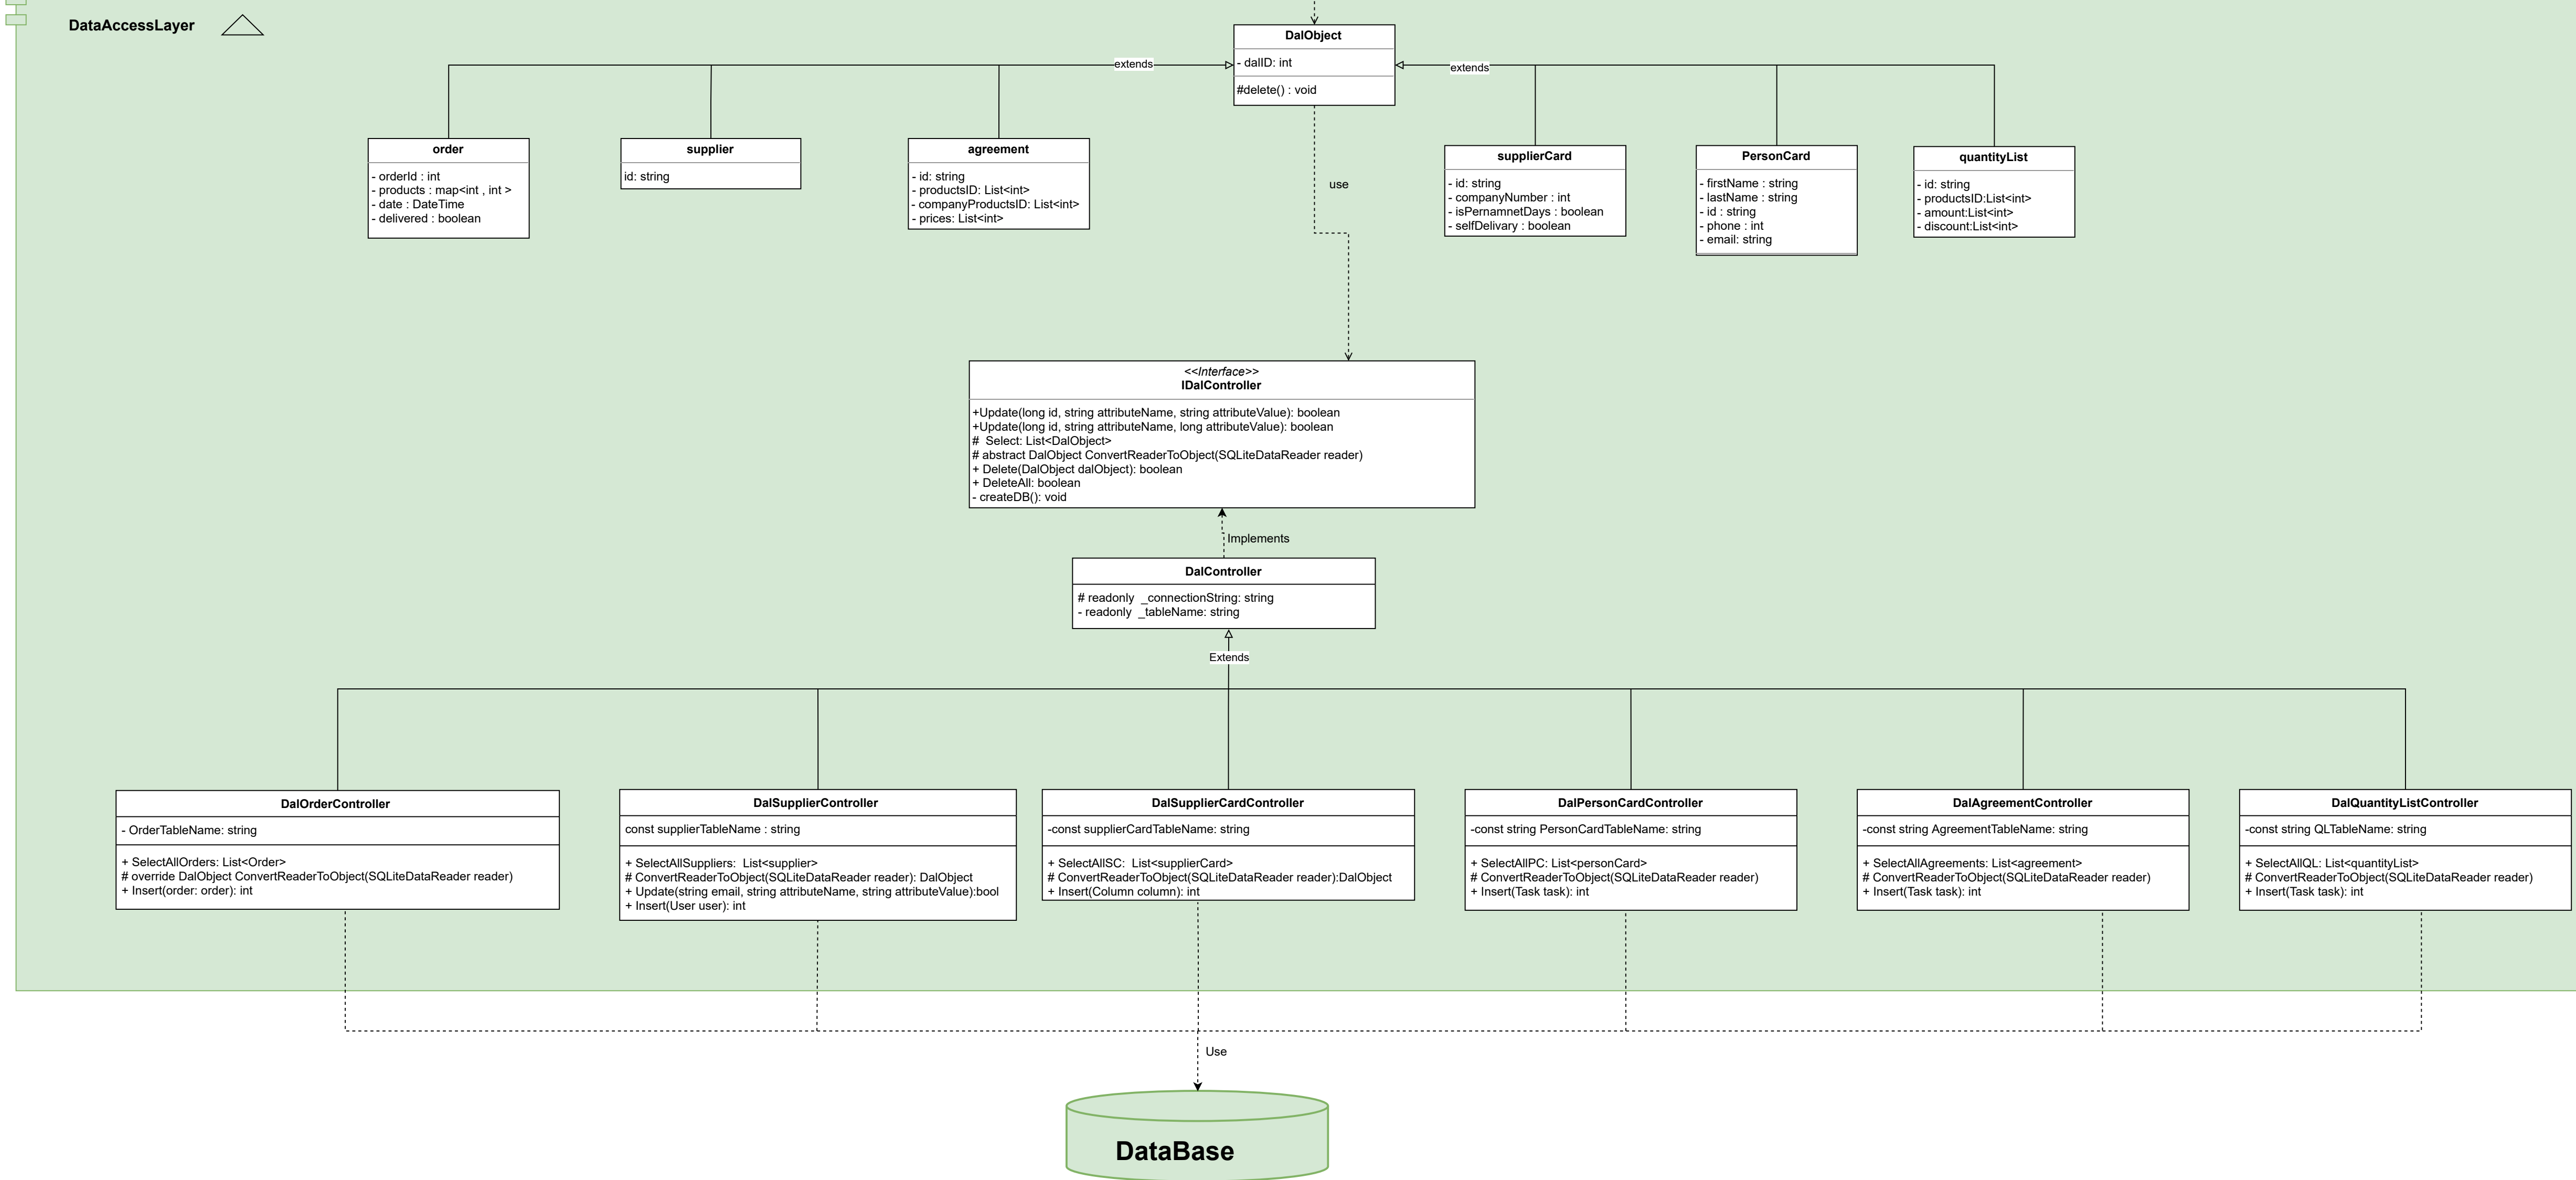 DataAccessLayer
DalObject
- dalID: int
#delete() : void
extends
extends
order
- orderId : int
- products : map<int , int >
- date : DateTime
- delivered : boolean
supplier
id: string
agreement
- id: string
- productsID: List<int>
- companyProductsID: List<int>
- prices: List<int>
use
supplierCard
- id: string
- companyNumber : int
- isPernamnetDays : boolean
- selfDelivary : boolean
PersonCard
- firstName : string
- lastName : string
- id : string
- phone : int
- email: string
quantityList
- id: string
- productsID:List<int>
- amount:List<int>
- discount:List<int>
<<Interface>>
IDalController
+Update(long id, string attributeName, string attributeValue): boolean
+Update(long id, string attributeName, long attributeValue): boolean
# Select: List<DalObject>
# abstract DalObject ConvertReaderToObject(SQLiteDataReader reader)
+ Delete(DalObject dalObject): boolean
+ DeleteAll: boolean
- createDB(): void
Implements
DalController
# readonly _connectionString: string
- readonly _tableName: string
Extends
DalOrderController
- OrderTableName: string
+ SelectAllOrders: List<Order>
# override DalObject ConvertReaderToObject(SQLiteDataReader reader)
+ Insert(order: order): int
DalSupplierController
const supplierTableName : string
+ SelectAllSuppliers: List<supplier>
# ConvertReaderToObject(SQLiteDataReader reader): DalObject
+ Update(string email, string attributeName, string attributeValue):bool
+ Insert(User user): int
DalSupplierCardController
-const supplierCardTableName: string
+ SelectAllSC: List<supplierCard>
# ConvertReaderToObject(SQLiteDataReader reader):DalObject
+ Insert(Column column): int
DalPersonCardController
-const string PersonCardTableName: string
+ SelectAllPC: List<personCard>
# ConvertReaderToObject(SQLiteDataReader reader)
+ Insert(Task task): int
DalAgreementController
-const string AgreementTableName: string
+ SelectAllAgreements: List<agreement>
# ConvertReaderToObject(SQLiteDataReader reader)
+ Insert(Task task): int
DalQuantityListController
-const string QLTableName: string
+ SelectAllQL: List<quantityList>
# ConvertReaderToObject(SQLiteDataReader reader)
+ Insert(Task task): int
Use
DataBase